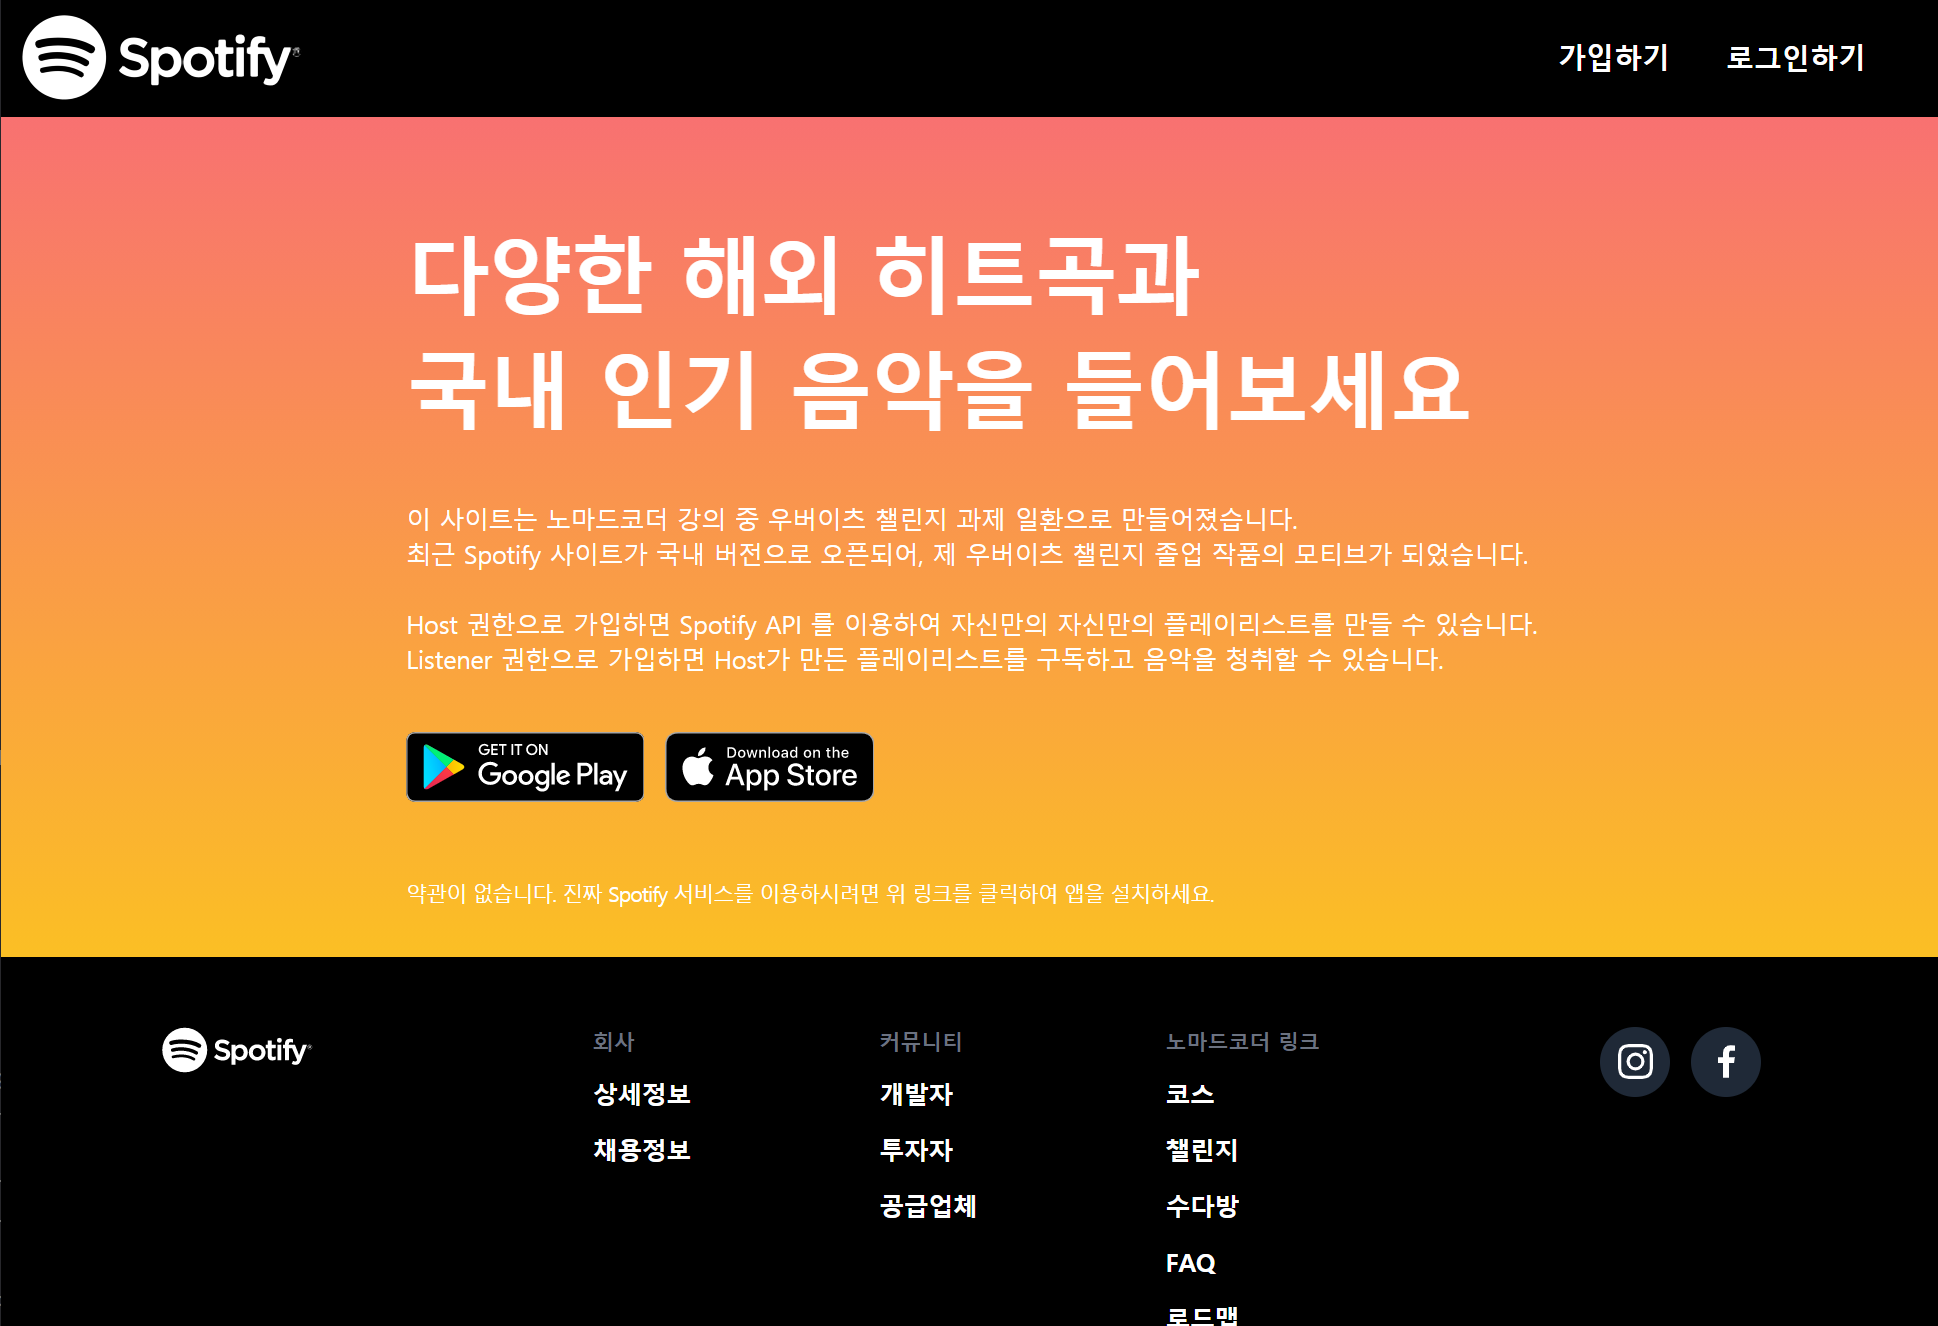 Spotify
가입하기 로그인하기
다양한 해외 히트곡과
국내 인기 음악을 들어보세요
이 사이트는 노마드코더 강의 중 우버이츠 챌린지 과제 일환으로 만들어졌습니다.
최근 Spotify 사이트가 국내 버전으로 오픈되어, 제 우버이츠 챌린지 졸업 작품의 모티브가 되었습니다.
Host 권한으로 가입하면 Spotify API 를 이용하여 자신만의 자신만의 플레이리스트를 만들 수 있습니다.
Listener 권한으로 가입하면 Host가 만든 플레이리스트를 구독하고 음악을 청취할 수 있습니다.
GET IT ON
Google Play
Download on the
App Store
약관이 없습니다. 진짜 Spotify 서비스를 이용하시려면 위 링크를 클릭하여 앱을 설치하세요.
Spotify
회사
상세정보
채용정보
커뮤니티
개발자
투자자
공급업체
노마드코더 링크
코스
챌린지
수다방
FAQ
로드맵